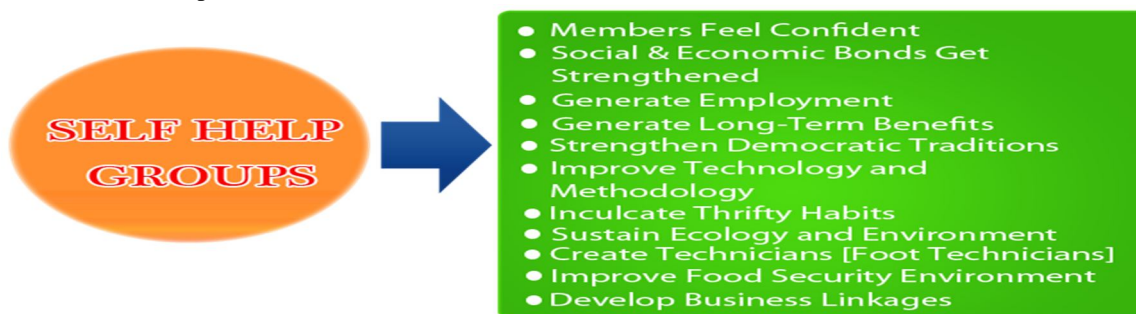 SELF HELP
GROUPS
● Members Feel Confident
● Social & Economic Bonds Get
Strengthened
● Generate Employment
● Generate Long-Term Benefits
● Strengthen Democratic Traditions
● Improve Technology and
Methodology
● Inculcate Thrifty Habits
● Sustain Ecology and Environment
● Create Technicians [Foot Technicians]
● Improve Food Security Environment
● Develop Business Linkages